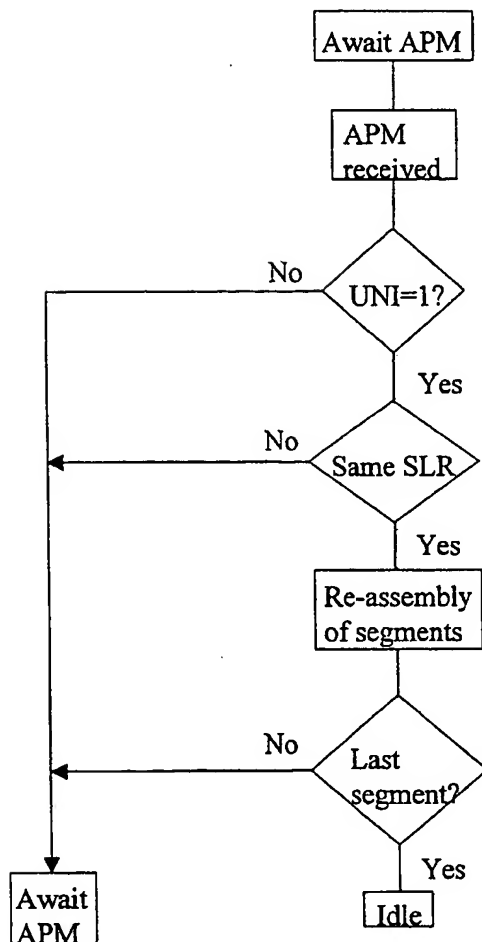 Await APM
APM
received
No
UNI=1?
Yes
No
Same SLR
Yes
Re-assembly
of segments
No
Last
segment?
Yes
Await
APM
Idle